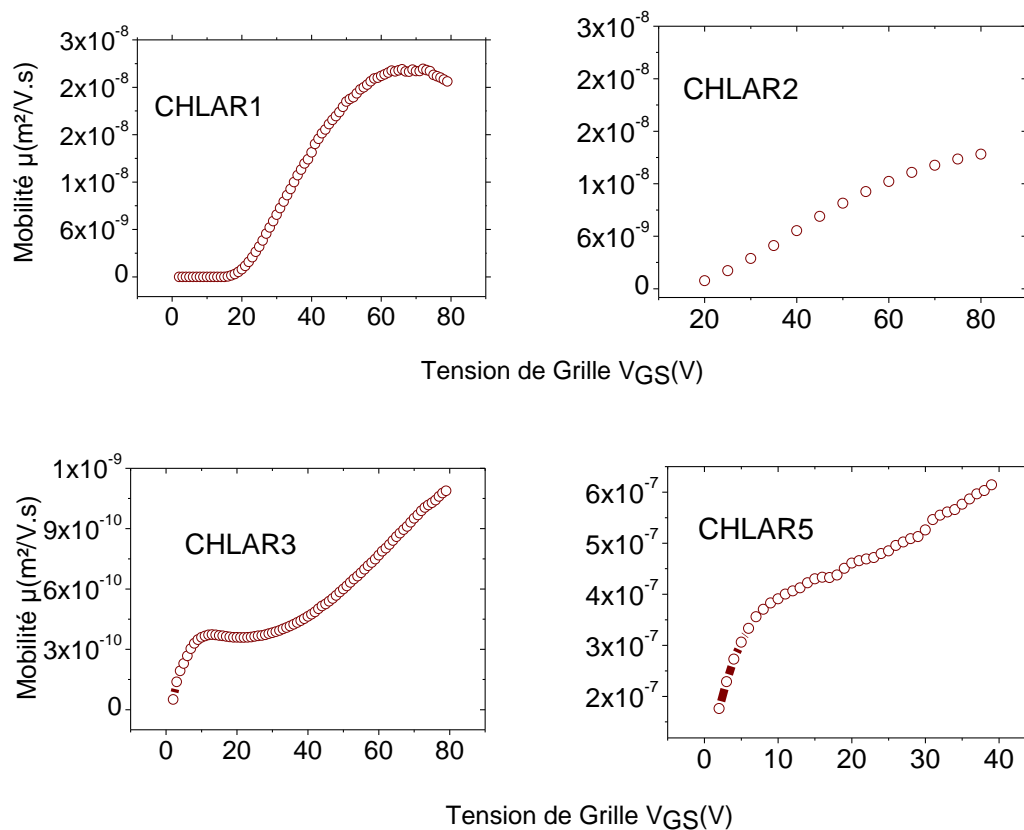 3x10⁻⁸
2x10⁻⁸
2x10⁻⁸
1x10⁻⁸
6x10⁻⁹
0
Mobilité µ(m²/V.s)
CHLAR1
0 20 40 60 80
3x10⁻⁸
2x10⁻⁸
2x10⁻⁸
1x10⁻⁸
6x10⁻⁹
0
CHLAR2
20 40 60 80
Tension de Grille VGS(V)
1x10⁻⁹
9x10⁻¹⁰
6x10⁻¹⁰
3x10⁻¹⁰
0
Mobilité µ(m²/V.s)
CHLAR3
0 20 40 60 80
6x10⁻⁷
5x10⁻⁷
4x10⁻⁷
3x10⁻⁷
2x10⁻⁷
CHLAR5
0 10 20 30 40
Tension de Grille VGS(V)